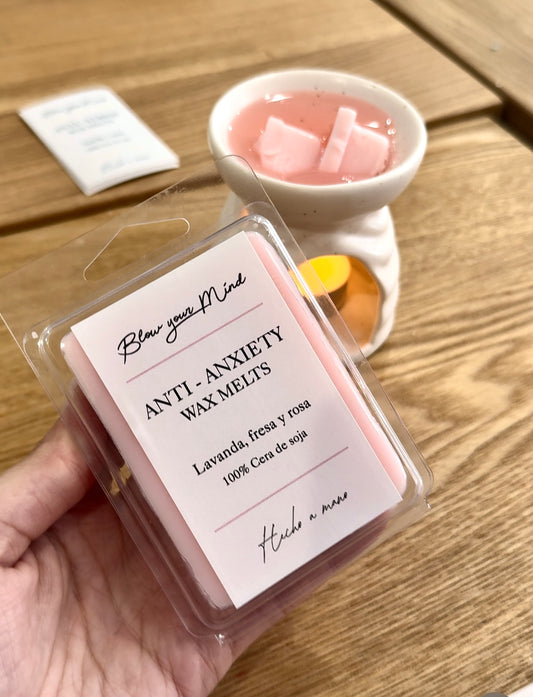 Blow your Mind
ANTI - ANXIETY
WAX MELTS
Lavanda, fresa y rosa
100% Cera de soja
Hecho a mano